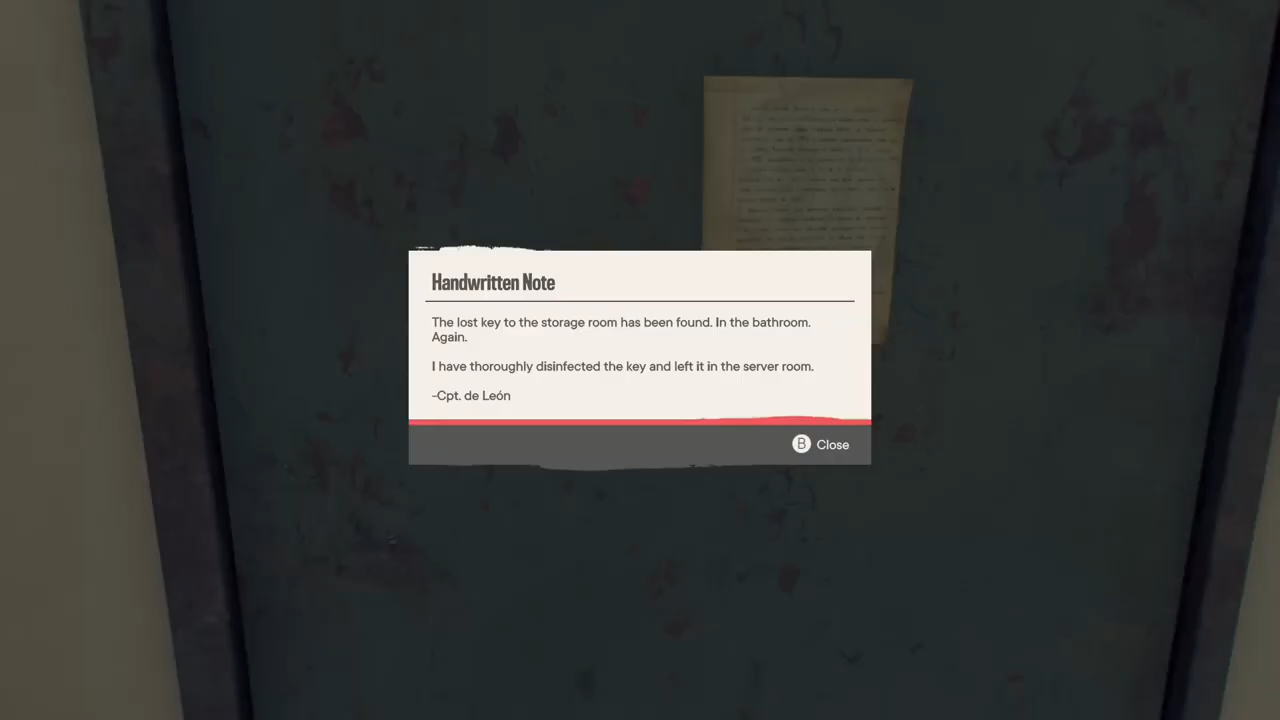 Handwritten Note
The lost key to the storage room has been found. In the bathroom.
Again.
I have thoroughly disinfected the key and left it in the server room.
-Cpt. de León
B Close